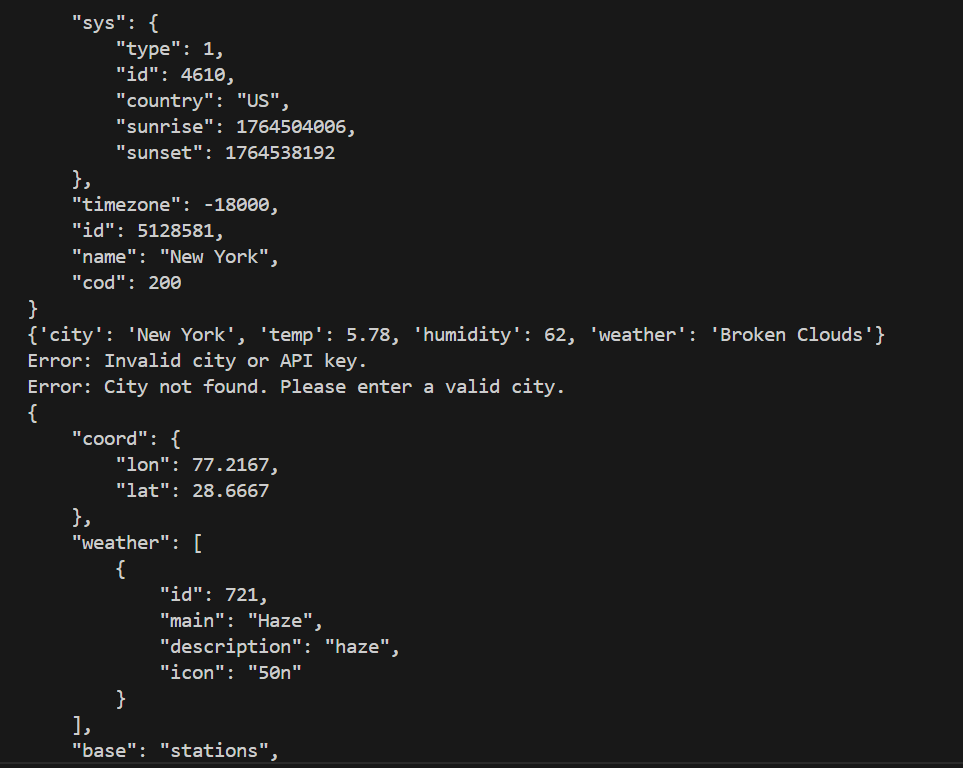 "sys": {
        "type": 1,
        "id": 4610,
        "country": "US",
        "sunrise": 1764504006,
        "sunset": 1764538192
    },
    "timezone": -18000,
    "id": 5128581,
    "name": "New York",
    "cod": 200
}
{'city': 'New York', 'temp': 5.78, 'humidity': 62, 'weather': 'Broken Clouds'}
Error: Invalid city or API key.
Error: City not found. Please enter a valid city.
{
    "coord": {
        "lon": 77.2167,
        "lat": 28.6667
    },
    "weather": [
        {
            "id": 721,
            "main": "Haze",
            "description": "haze",
            "icon": "50n"
        }
    ],
    "base": "stations",